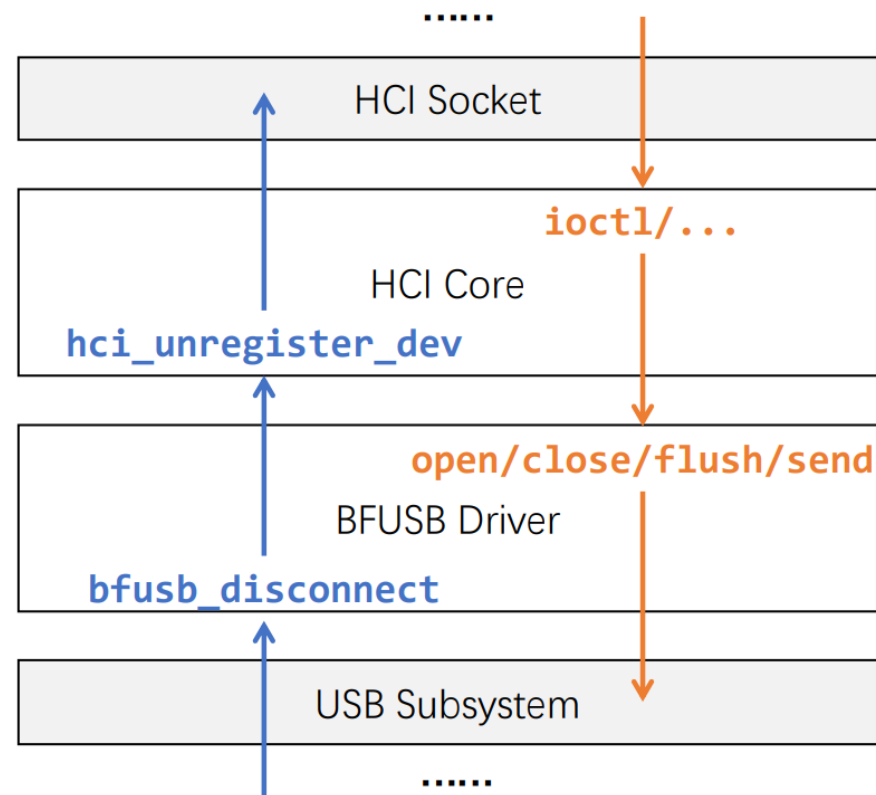 ……
HCI Socket
ioctl/...
HCI Core
hci_unregister_dev
open/close/flush/send
BFUSB Driver
bfusb_disconnect
USB Subsystem
……